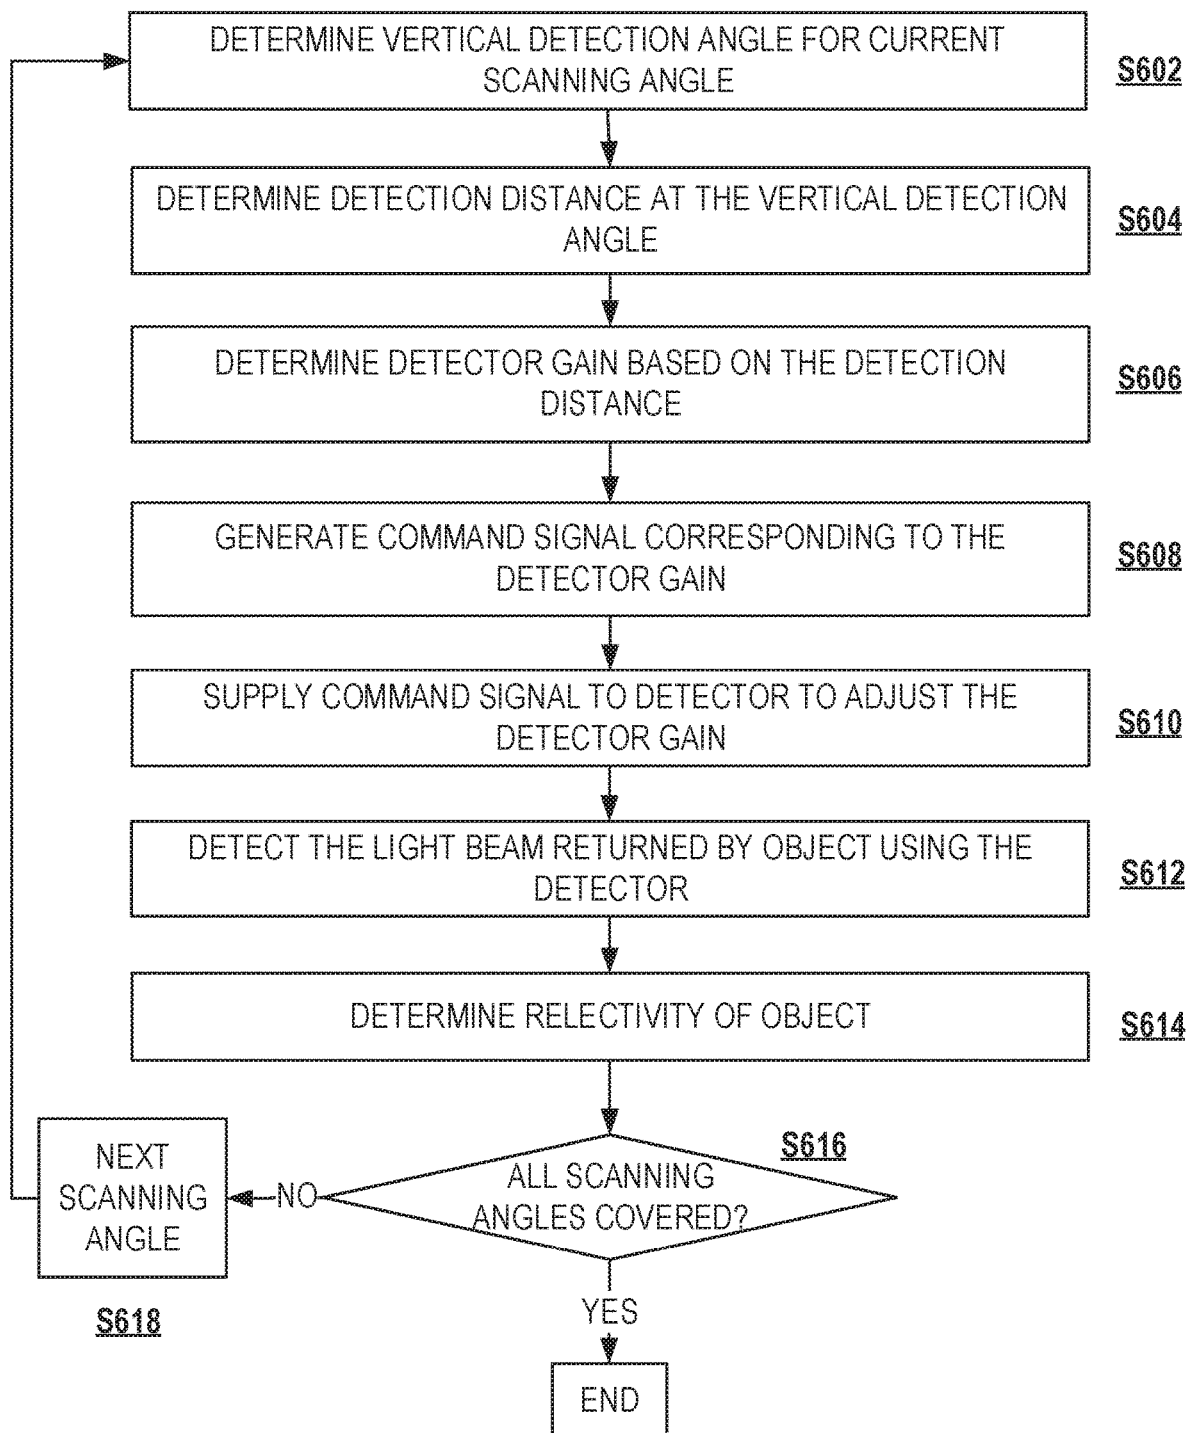 DETERMINE VERTICAL DETECTION ANGLE FOR CURRENT
SCANNING ANGLE
S602
DETERMINE DETECTION DISTANCE AT THE VERTICAL DETECTION
ANGLE
S604
DETERMINE DETECTOR GAIN BASED ON THE DETECTION
DISTANCE
S606
GENERATE COMMAND SIGNAL CORRESPONDING TO THE
DETECTOR GAIN
S608
SUPPLY COMMAND SIGNAL TO DETECTOR TO ADJUST THE
DETECTOR GAIN
S610
DETECT THE LIGHT BEAM RETURNED BY OBJECT USING THE
DETECTOR
S612
DETERMINE RELECTIVITY OF OBJECT
S614
S616
ALL SCANNING
ANGLES COVERED?
NO
NEXT
SCANNING
ANGLE
S618
YES
END